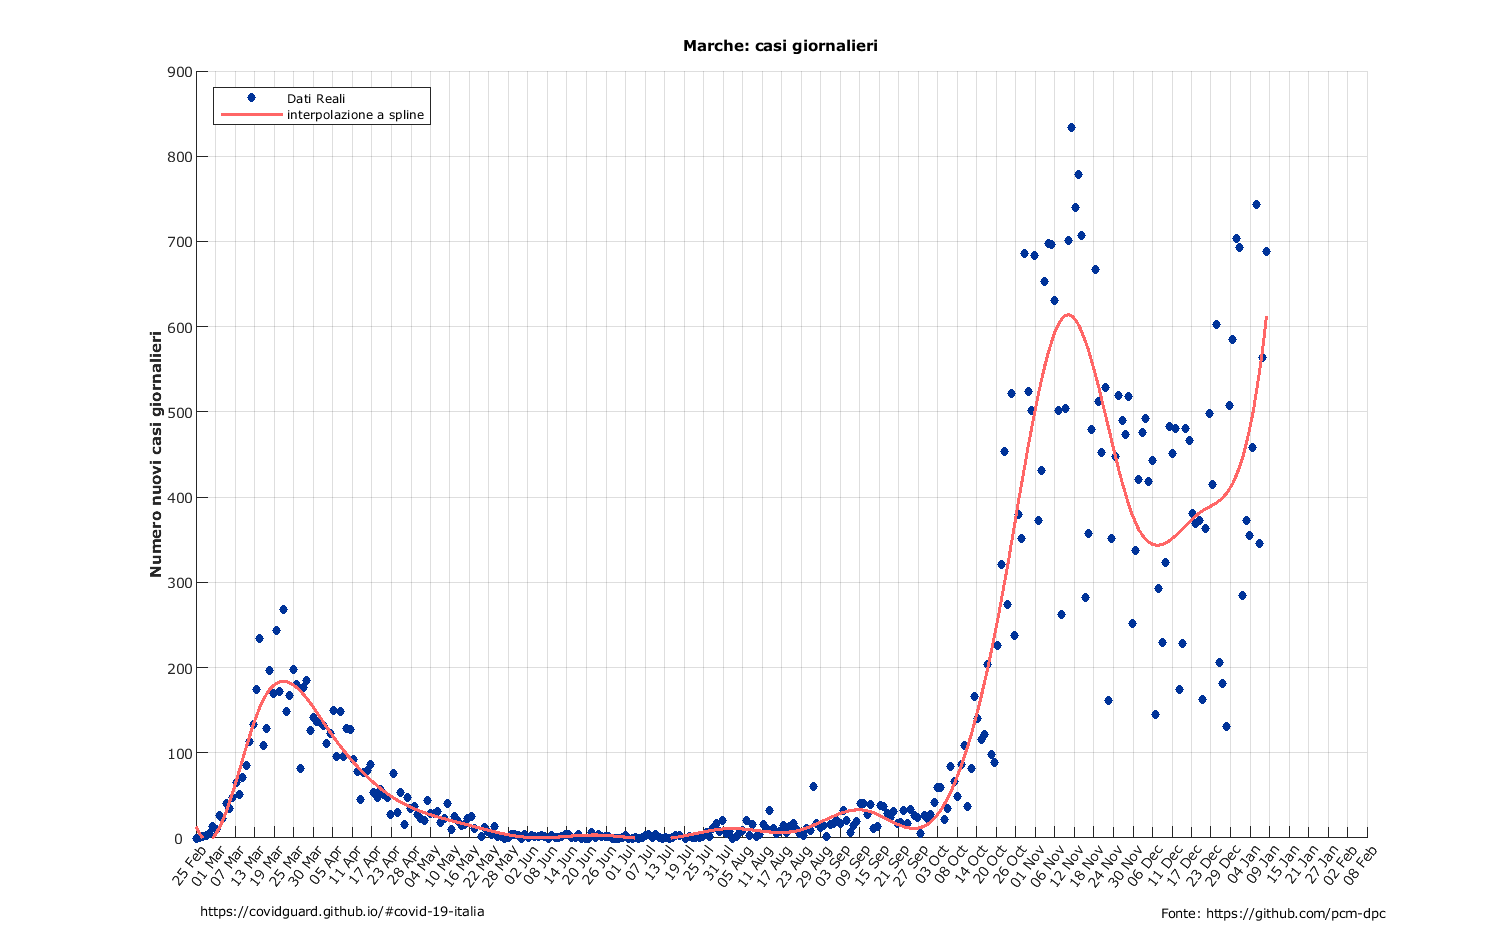 Marche: casi giornalieri
Dati Reali
interpolazione a spline
Numero nuovi casi giornalieri
900
800
700
600
500
400
300
200
100
0
25 Feb
01 Mar
07 Mar
13 Mar
19 Mar
25 Mar
30 Mar
05 Apr
11 Apr
17 Apr
23 Apr
28 Apr
04 May
10 May
16 May
22 May
28 May
02 Jun
08 Jun
14 Jun
20 Jun
26 Jun
01 Jul
07 Jul
13 Jul
19 Jul
25 Jul
31 Jul
05 Aug
11 Aug
17 Aug
23 Aug
29 Aug
03 Sep
09 Sep
15 Sep
21 Sep
27 Sep
03 Oct
08 Oct
14 Oct
20 Oct
26 Oct
01 Nov
06 Nov
12 Nov
18 Nov
24 Nov
30 Nov
06 Dec
11 Dec
17 Dec
23 Dec
29 Dec
04 Jan
09 Jan
15 Jan
21 Jan
27 Jan
02 Feb
08 Feb
https://covidguard.github.io/#covid-19-italia
Fonte: https://github.com/pcm-dpc